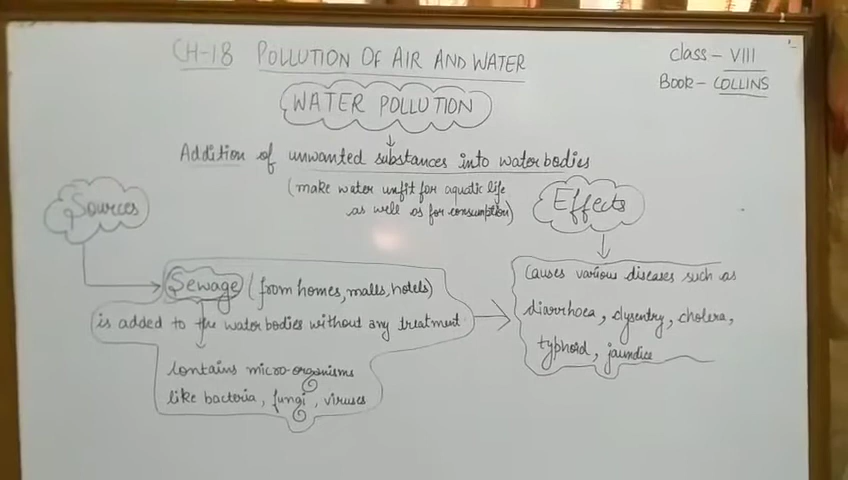 CH-18 POLLUTION OF AIR AND WATER
Class - VIII
Book - COLLINS
WATER POLLUTION
Addition of unwanted substances into water bodies
(make water unfit for aquatic life
as well as for consumption)
Sources
Effects
Sewage (from homes, malls, hotels)
is added to the water bodies without any treatment
contains micro-organisms
like bacteria, fungi, viruses
causes various diseases such as
diarrhoea, dysentry, cholera,
typhoid, jaundice